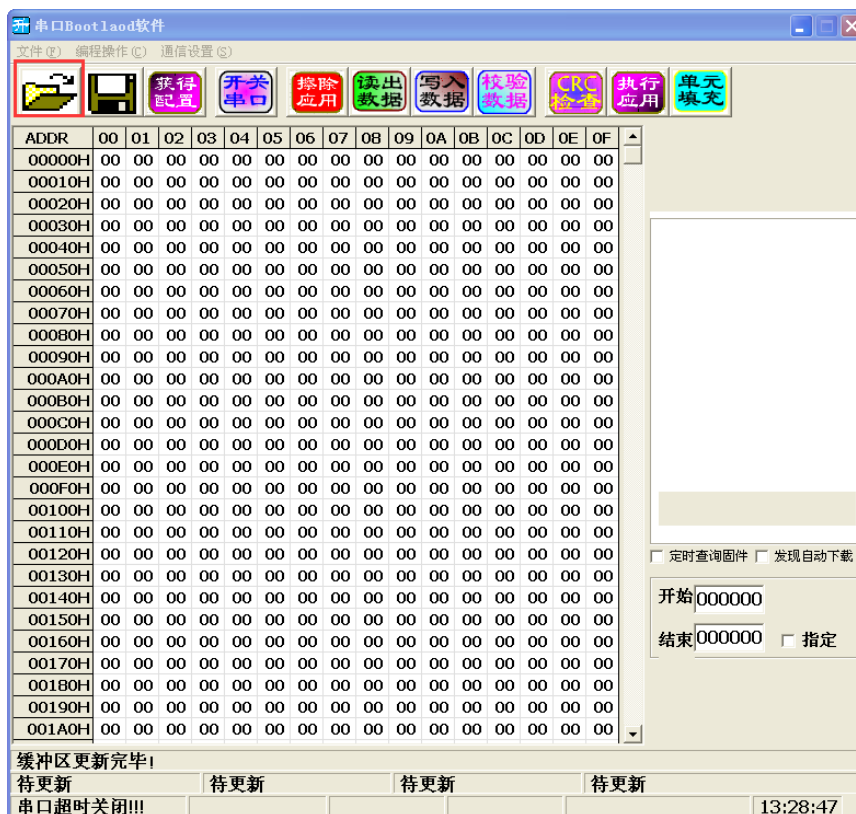 串口Bootlaod软件
文件(F) 编程操作(C) 通信设置(S)
获得配置 开关串口 擦除应用 读出数据 写入数据 校验数据 CRC检查 执行应用 单元填充
ADDR 00 01 02 03 04 05 06 07 08 09 0A 0B 0C 0D 0E 0F
00000H 00 00 00 00 00 00 00 00 00 00 00 00 00 00 00 00
00010H 00 00 00 00 00 00 00 00 00 00 00 00 00 00 00 00
00020H 00 00 00 00 00 00 00 00 00 00 00 00 00 00 00 00
00030H 00 00 00 00 00 00 00 00 00 00 00 00 00 00 00 00
00040H 00 00 00 00 00 00 00 00 00 00 00 00 00 00 00 00
00050H 00 00 00 00 00 00 00 00 00 00 00 00 00 00 00 00
00060H 00 00 00 00 00 00 00 00 00 00 00 00 00 00 00 00
00070H 00 00 00 00 00 00 00 00 00 00 00 00 00 00 00 00
00080H 00 00 00 00 00 00 00 00 00 00 00 00 00 00 00 00
00090H 00 00 00 00 00 00 00 00 00 00 00 00 00 00 00 00
000A0H 00 00 00 00 00 00 00 00 00 00 00 00 00 00 00 00
000B0H 00 00 00 00 00 00 00 00 00 00 00 00 00 00 00 00
000C0H 00 00 00 00 00 00 00 00 00 00 00 00 00 00 00 00
000D0H 00 00 00 00 00 00 00 00 00 00 00 00 00 00 00 00
000E0H 00 00 00 00 00 00 00 00 00 00 00 00 00 00 00 00
000F0H 00 00 00 00 00 00 00 00 00 00 00 00 00 00 00 00
00100H 00 00 00 00 00 00 00 00 00 00 00 00 00 00 00 00
00110H 00 00 00 00 00 00 00 00 00 00 00 00 00 00 00 00
00120H 00 00 00 00 00 00 00 00 00 00 00 00 00 00 00 00
00130H 00 00 00 00 00 00 00 00 00 00 00 00 00 00 00 00
00140H 00 00 00 00 00 00 00 00 00 00 00 00 00 00 00 00
00150H 00 00 00 00 00 00 00 00 00 00 00 00 00 00 00 00
00160H 00 00 00 00 00 00 00 00 00 00 00 00 00 00 00 00
00170H 00 00 00 00 00 00 00 00 00 00 00 00 00 00 00 00
00180H 00 00 00 00 00 00 00 00 00 00 00 00 00 00 00 00
00190H 00 00 00 00 00 00 00 00 00 00 00 00 00 00 00 00
001A0H 00 00 00 00 00 00 00 00 00 00 00 00 00 00 00 00
定时查询固件 发现自动下载
开始 000000
结束 000000 指定
缓冲区更新完毕!
待更新 待更新 待更新 待更新
串口超时关闭!!! 13:28:47